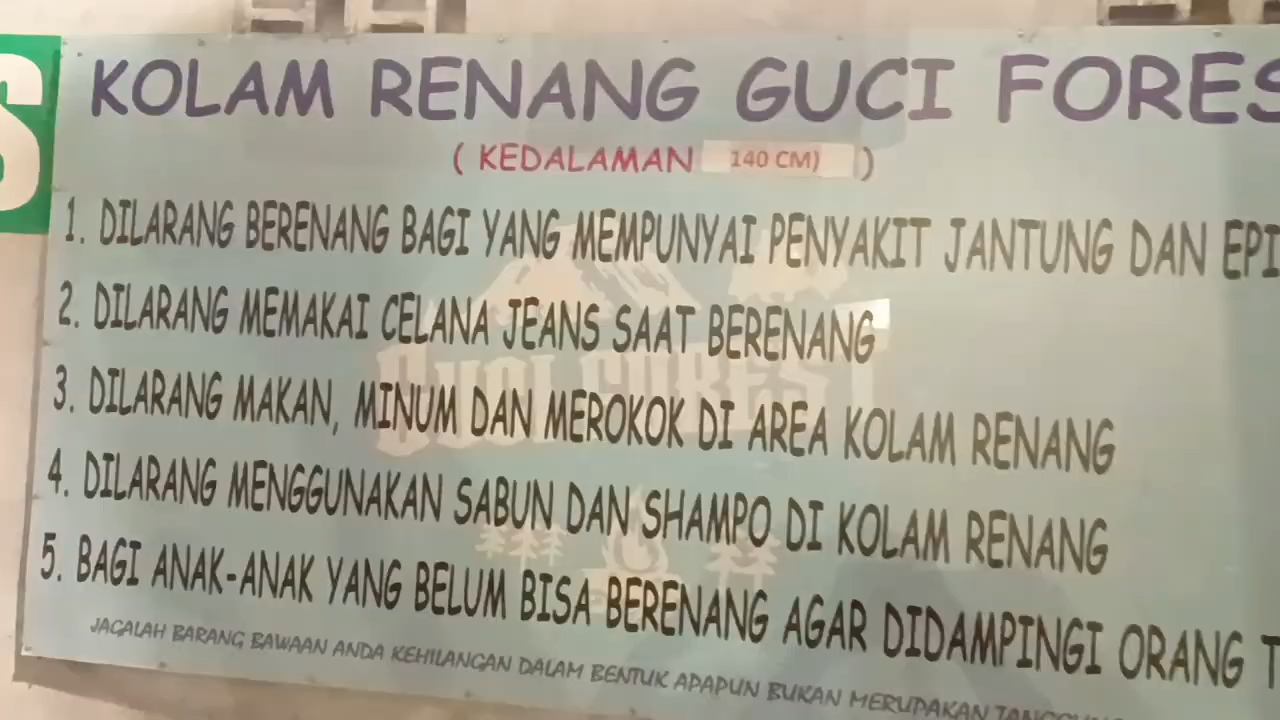 KOLAM RENANG GUCI FORES
( KEDALAMAN 140 CM) )
1. DILARANG BERENANG BAGI YANG MEMPUNYAI PENYAKIT JANTUNG DAN EPI
2. DILARANG MEMAKAI CELANA JEANS SAAT BERENANG
3. DILARANG MAKAN, MINUM DAN MEROKOK DI AREA KOLAM RENANG
4. DILARANG MENGGUNAKAN SABUN DAN SHAMPO DI KOLAM RENANG
5. BAGI ANAK-ANAK YANG BELUM BISA BERENANG AGAR DIDAMPINGI ORANG T
JAGALAH BARANG BAWAAN ANDA KEHILANGAN DALAM BENTUK APAPUN BUKAN MERUPAKAN
GUCI FOREST
S